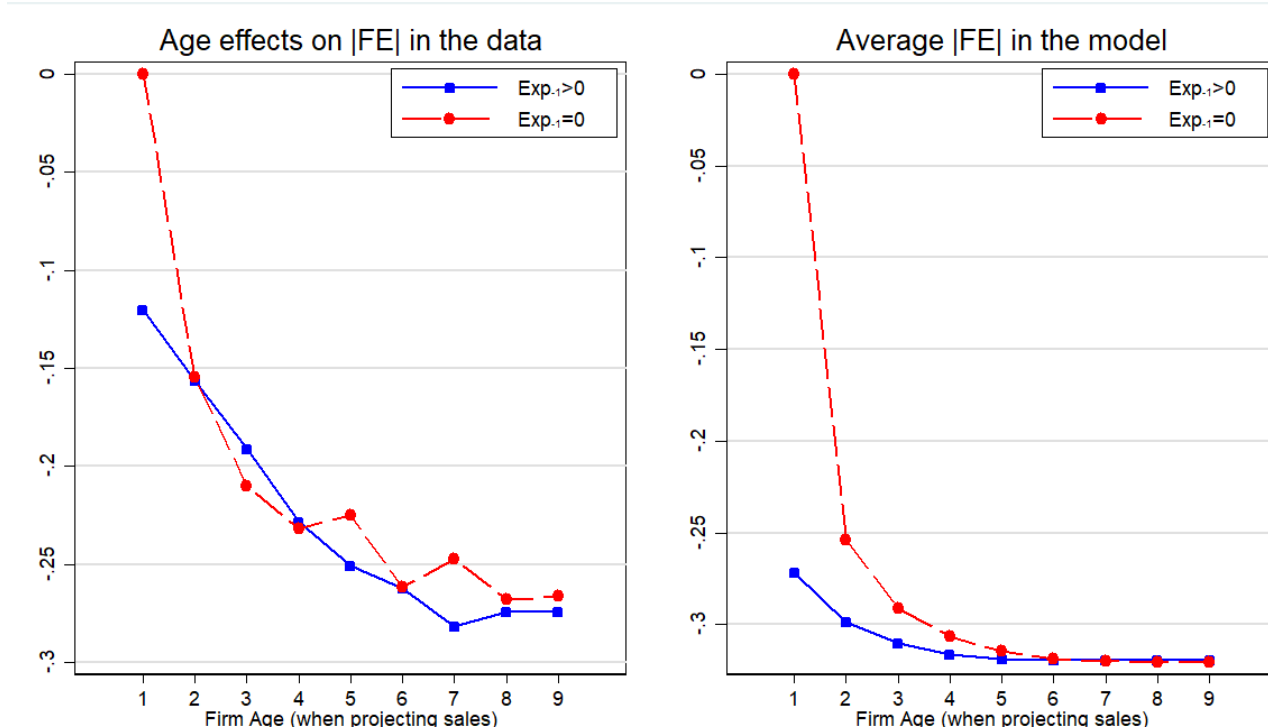 Age effects on |FE| in the data
Exp₋₁>0
Exp₋₁=0
0
-.05
-.1
-.15
-.2
-.25
-.3
1 2 3 4 5 6 7 8 9
Firm Age (when projecting sales)
Average |FE| in the model
Exp₋₁>0
Exp₋₁=0
0
-.05
-.1
-.15
-.2
-.25
-.3
1 2 3 4 5 6 7 8 9
Firm Age (when projecting sales)